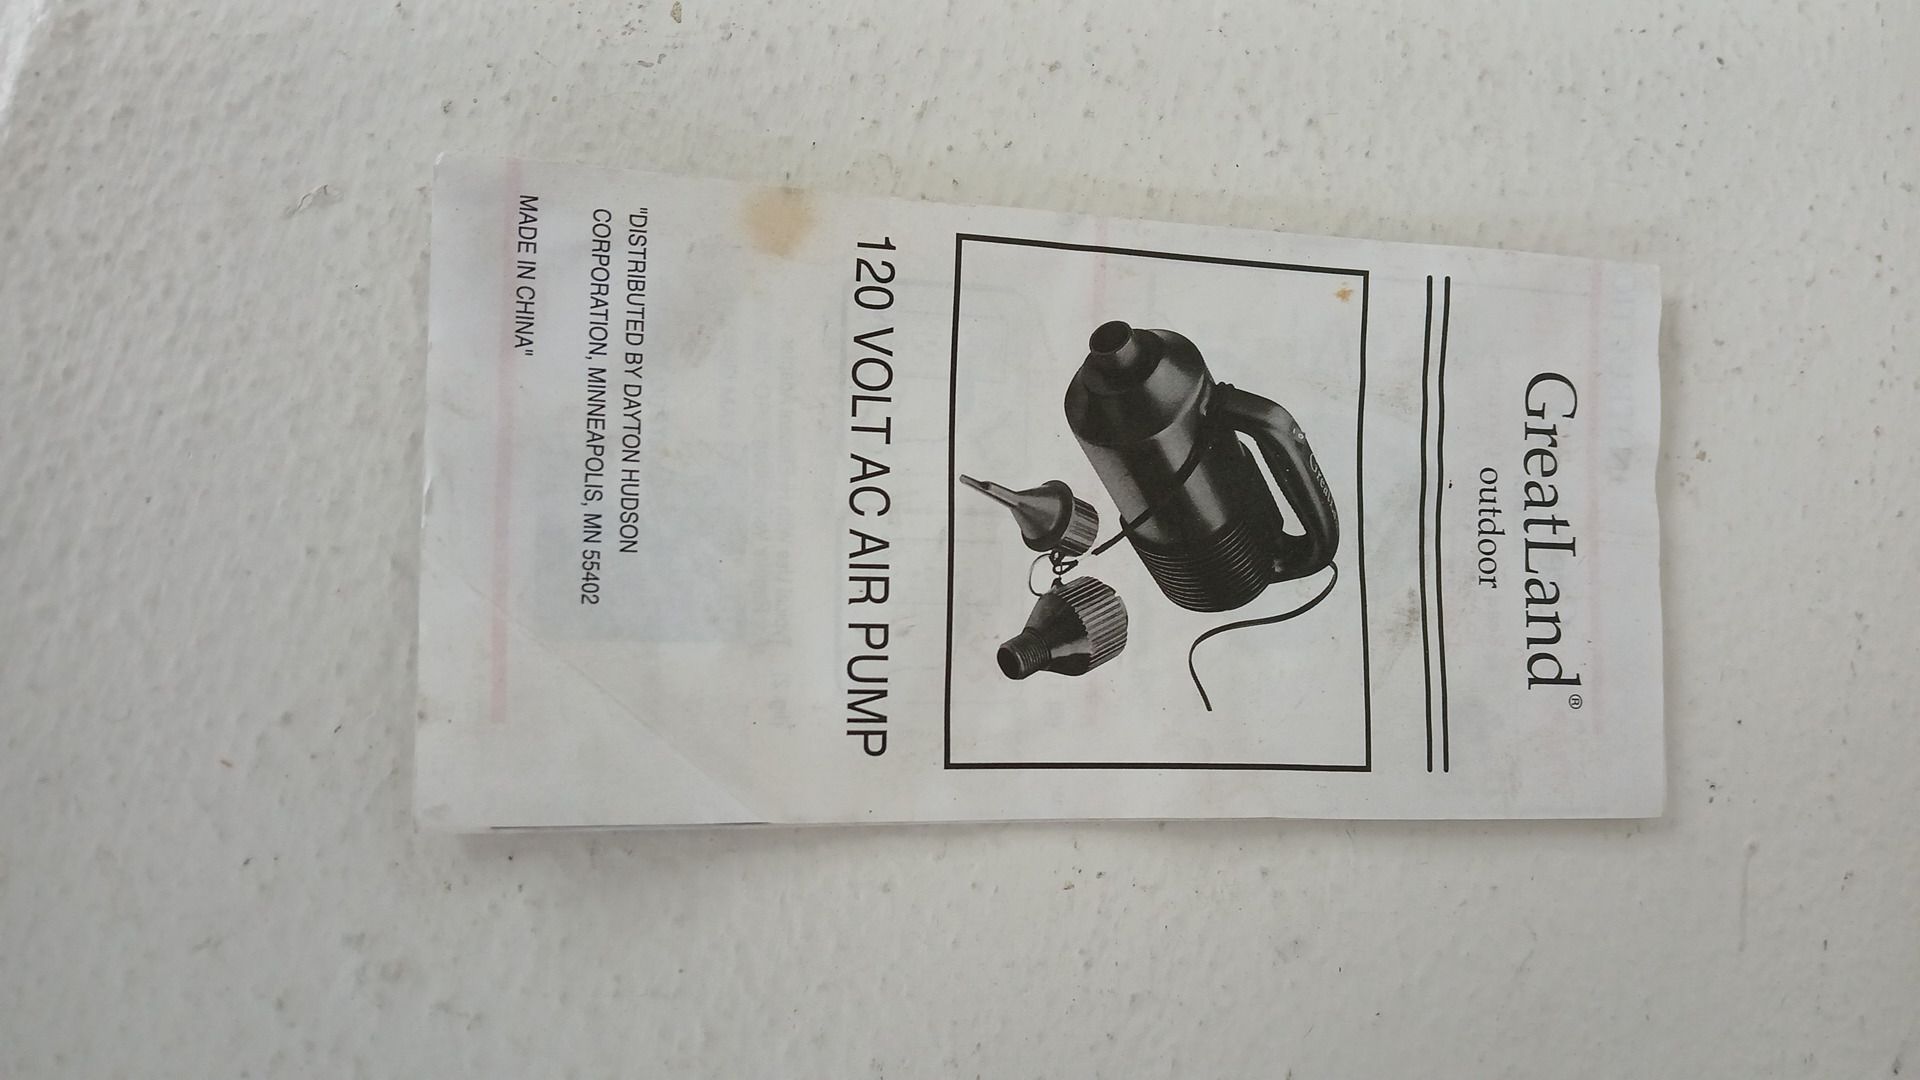 GreatLand®
outdoor
120 VOLT AC AIR PUMP
"DISTRIBUTED BY DAYTON HUDSON
CORPORATION, MINNEAPOLIS, MN 55402
MADE IN CHINA"